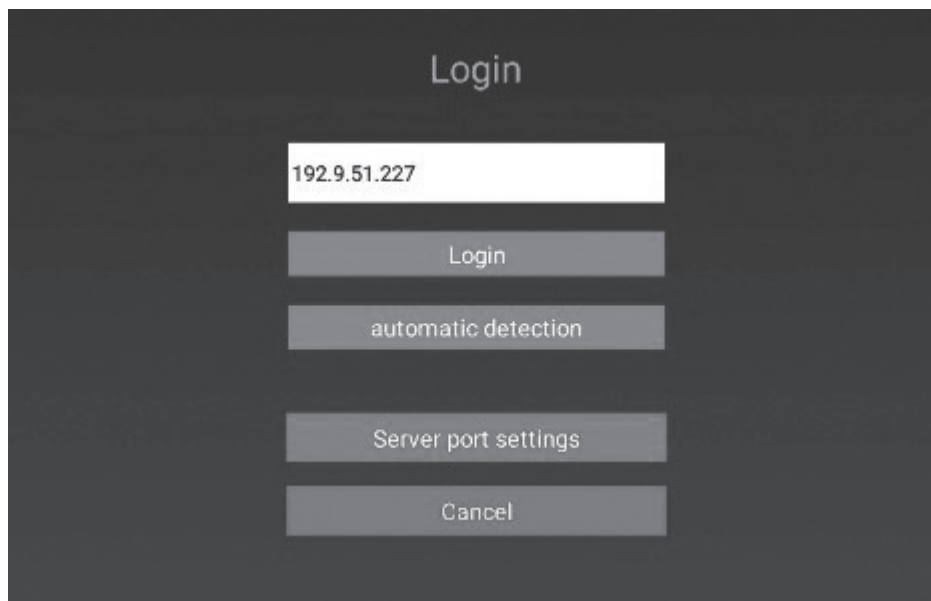 Login
192.9.51.227
Login
automatic detection
Server port settings
Cancel